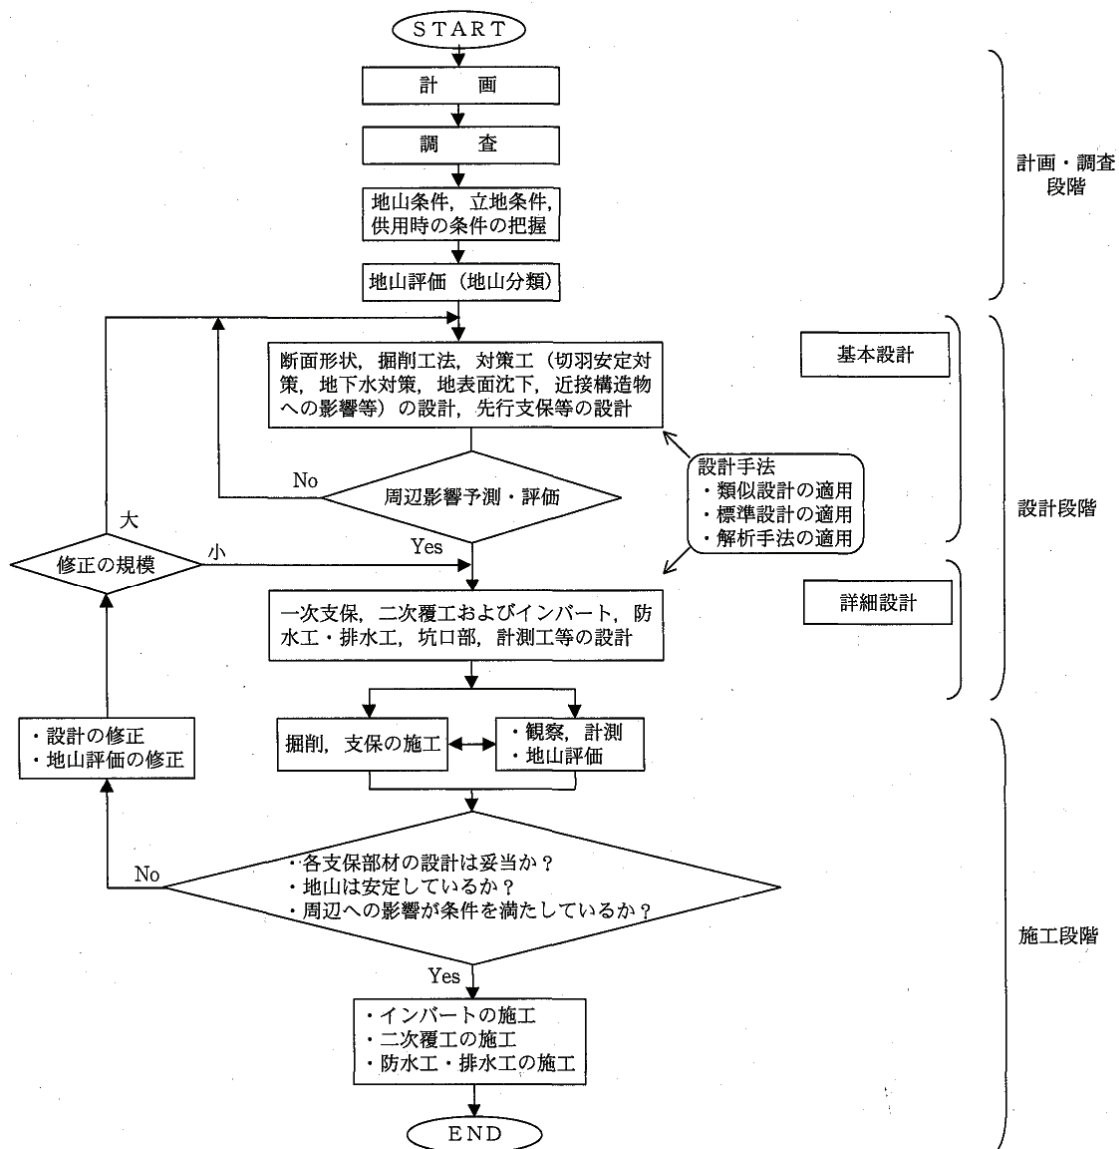 START
計 画
調 査
計画・調査
段階
地山条件，立地条件，
供用時の条件の把握
地山評価（地山分類）
基本設計
断面形状，掘削工法，対策工（切羽安定対
策，地下水対策，地表面沈下，近接構造物
への影響等）の設計，先行支保等の設計
設計手法
・類似設計の適用
・標準設計の適用
・解析手法の適用
No
周辺影響予測・評価
設計段階
大
Yes
小
修正の規模
詳細設計
一次支保，二次覆工およびインバート，防
水工・排水工，坑口部，計測工等の設計
・設計の修正
・地山評価の修正
掘削，支保の施工
・観察，計測
・地山評価
No
・各支保部材の設計は妥当か？
・地山は安定しているか？
・周辺への影響が条件を満たしているか？
施工段階
Yes
・インバートの施工
・二次覆工の施工
・防水工・排水工の施工
END